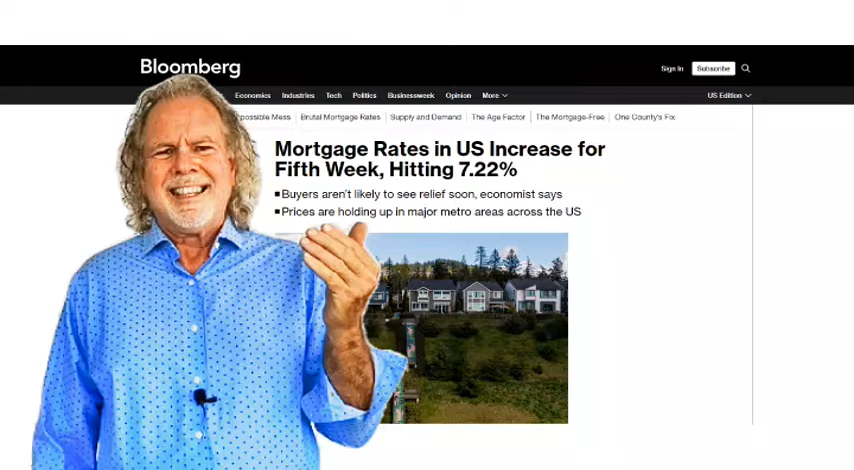 Bloomberg
Sign In Subscribe
Economics Industries Tech Politics Businessweek Opinion More US Edition
Mess Brutal Mortgage Rates Supply and Demand The Age Factor The Mortgage-Free One County's Fix
Mortgage Rates in US Increase for
Fifth Week, Hitting 7.22%
Buyers aren't likely to see relief soon, economist says
Prices are holding up in major metro areas across the US